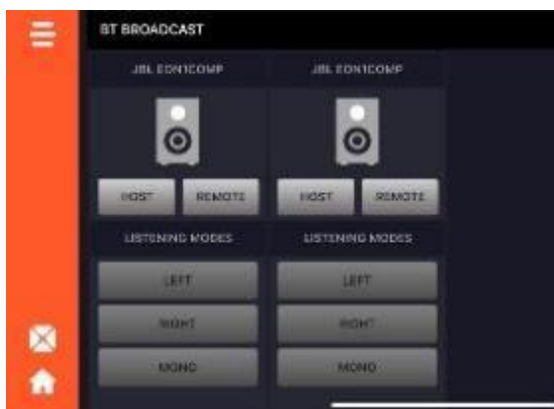 BT BROADCAST
JBL EON1COMP JBL EON1COMP
HOST REMOTE HOST REMOTE
LISTENING MODES LISTENING MODES
LEFT LEFT
RIGHT RIGHT
MONO MONO